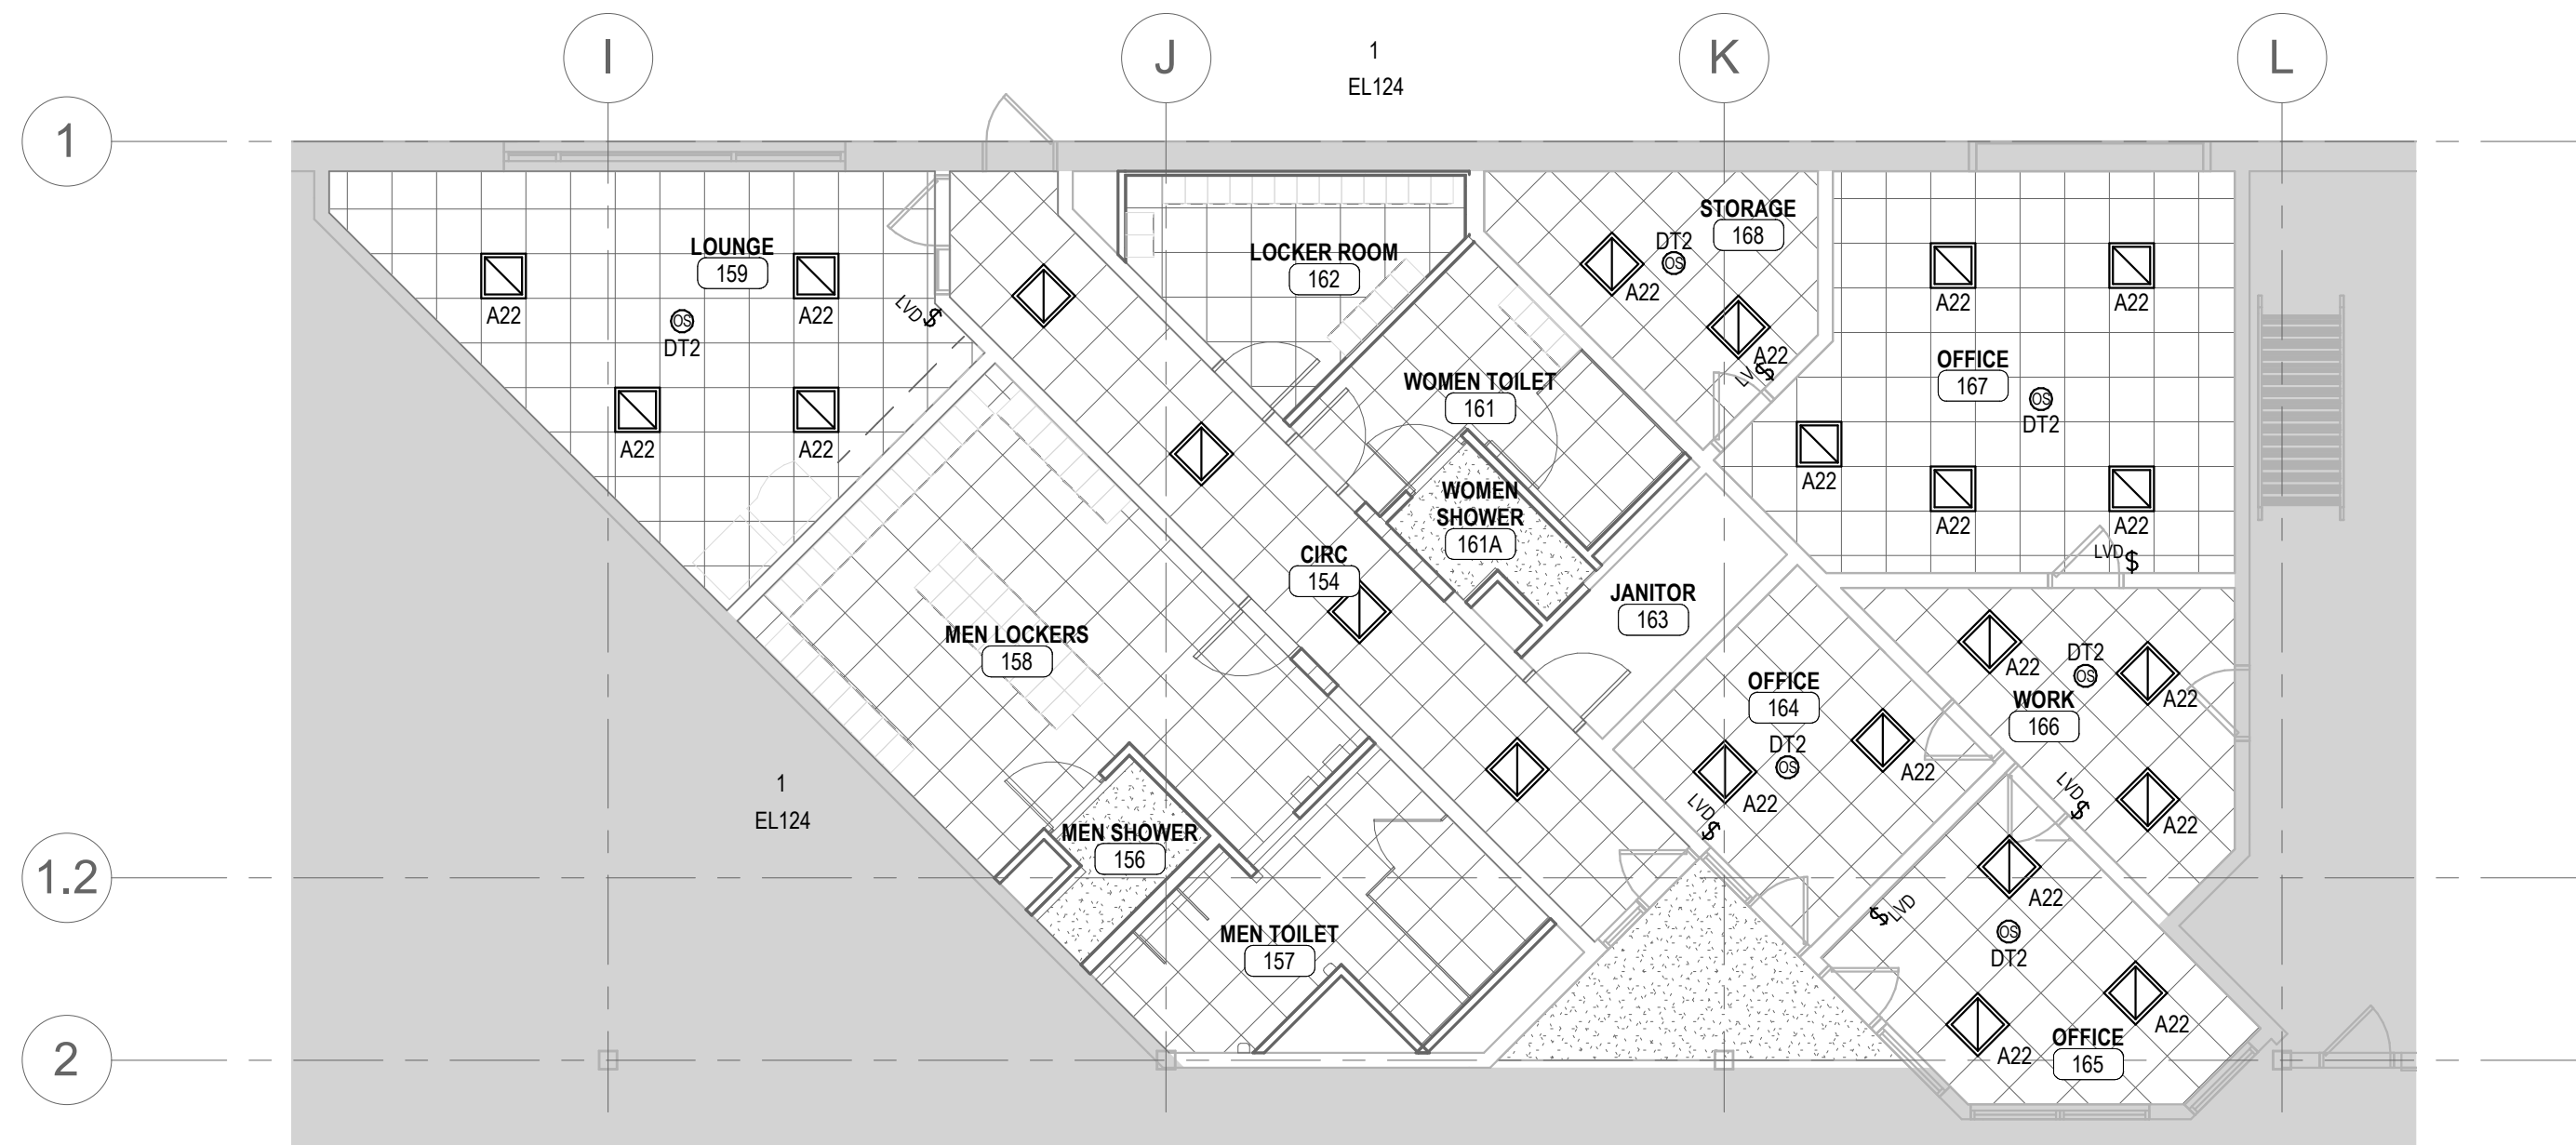 I
J
K
L
1
EL124
1
LOUNGE
159
A22
A22
OS
DT2
LVD $
A22
A22
LOCKER ROOM
162
STORAGE
168
DT2
OS
A22
A22
LV $
A22
A22
OFFICE
167
OS
DT2
A22
A22
A22
LVD $
WOMEN TOILET
161
WOMEN
SHOWER
161A
CIRC
154
JANITOR
163
MEN LOCKERS
158
OFFICE
164
DT2
OS
A22
A22
LVD $
DT2
OS
A22
A22
WORK
166
LVD $
A22
1
EL124
MEN SHOWER
156
1.2
MEN TOILET
157
A22
$ LVD
OS
DT2
A22
A22
OFFICE
165
2